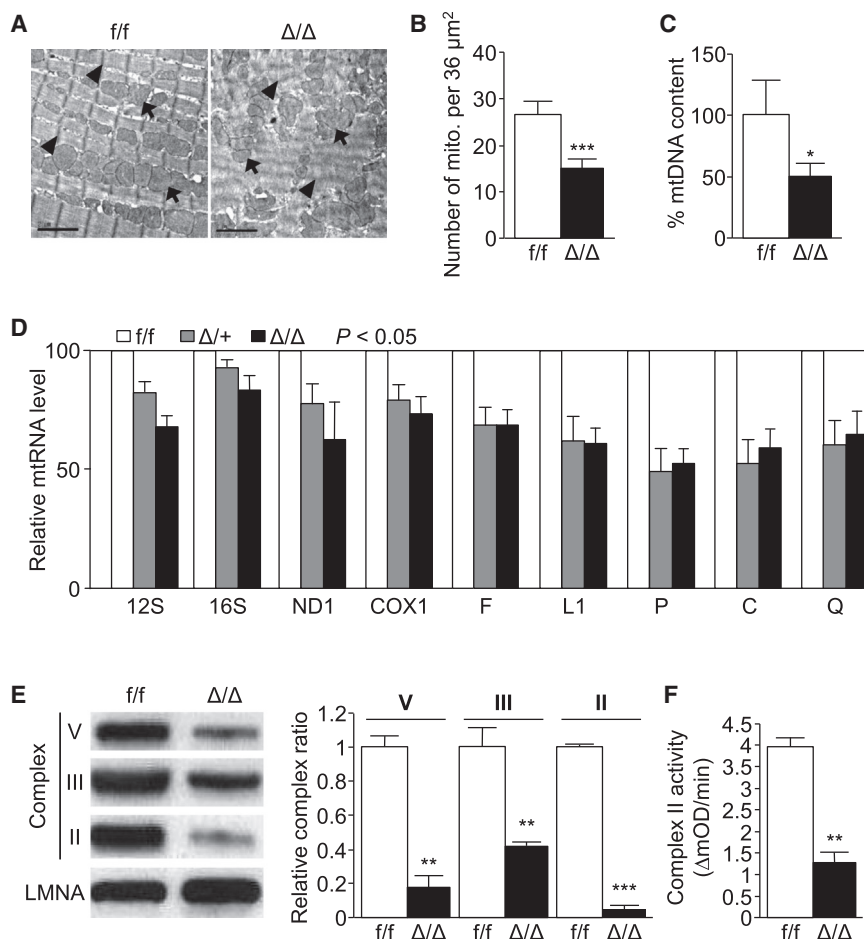 A
f/f
Δ/Δ
B
Number of mito. per 36 µm²
40
30
20
10
0
***
f/f Δ/Δ
C
% mtDNA content
150
100
50
0
*
f/f Δ/Δ
D
f/f Δ/+ Δ/Δ P < 0.05
Relative mtRNA level
100
50
0
12S 16S ND1 COX1 F L1 P C Q
E
f/f Δ/Δ
Complex
V
III
II
LMNA
Relative complex ratio
V III II
1.2
1
0.8
0.6
0.4
0.2
0
** ** ***
f/f Δ/Δ f/f Δ/Δ f/f Δ/Δ
F
Complex II activity
(ΔmOD/min)
4.5
4
3.5
3
2.5
2
1.5
1
0.5
0
**
f/f Δ/Δ